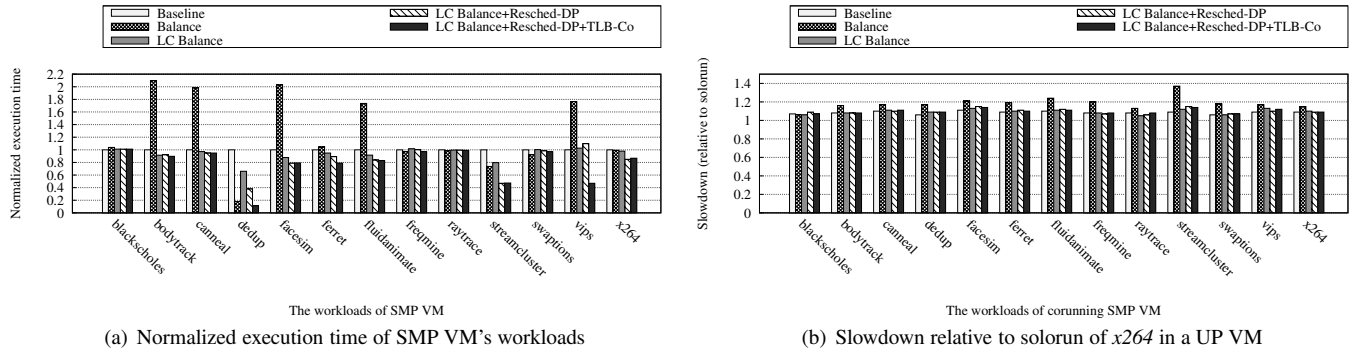 Baseline
Balance
LC Balance
LC Balance+Resched-DP
LC Balance+Resched-DP+TLB-Co
Normalized execution time
2.2
2
1.8
1.6
1.4
1.2
1
0.8
0.6
0.4
0.2
0
blackscholes
bodytrack
canneal
dedup
facesim
ferret
fluidanimate
freqmine
raytrace
streamcluster
swaptions
vips
x264
The workloads of SMP VM
(a) Normalized execution time of SMP VM's workloads
Baseline
Balance
LC Balance
LC Balance+Resched-DP
LC Balance+Resched-DP+TLB-Co
Slowdown (relative to solorun)
1.4
1.2
1
0.8
0.6
0.4
0.2
0
blackscholes
bodytrack
canneal
dedup
facesim
ferret
fluidanimate
freqmine
raytrace
streamcluster
swaptions
vips
x264
The workloads of corunning SMP VM
(b) Slowdown relative to solorun of x264 in a UP VM